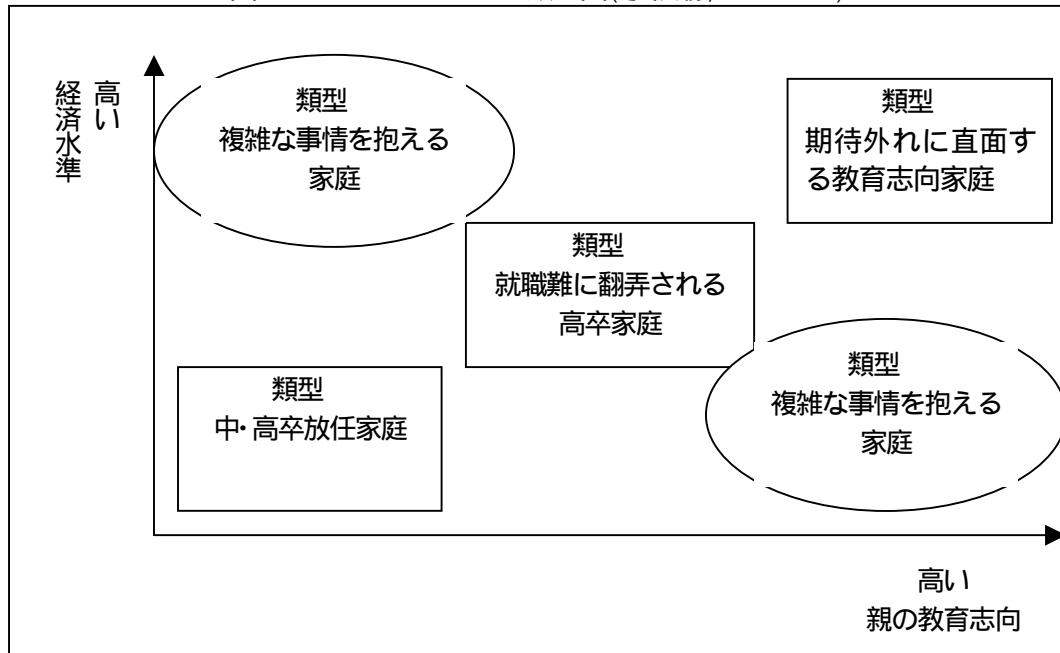 高い
経済水準
類型
複雑な事情を抱える
家庭
類型
期待外れに直面す
る教育志向家庭
類型
就職難に翻弄される
高卒家庭
類型
中・高卒放任家庭
類型
複雑な事情を抱える
家庭
高い
親の教育志向